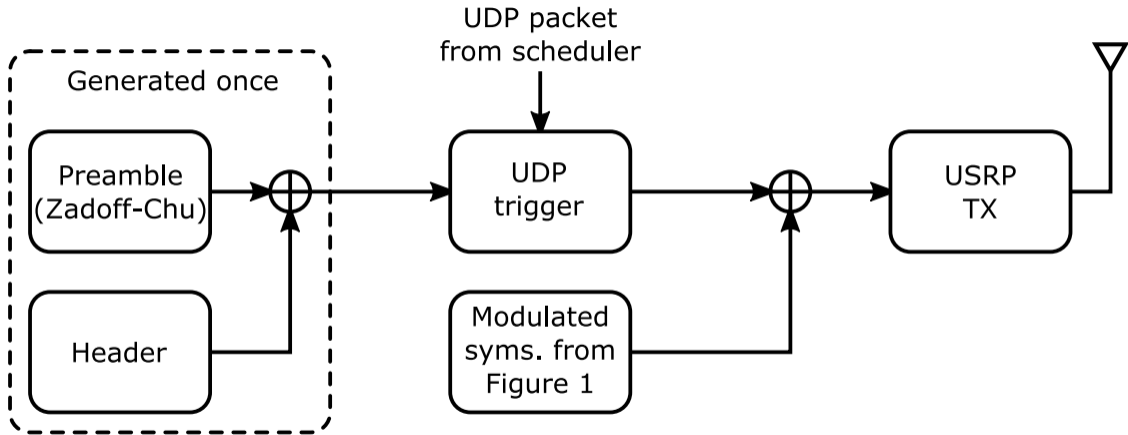 UDP packet
from scheduler
Generated once
Preamble
(Zadoff-Chu)
UDP
trigger
USRP
TX
Header
Modulated
syms. from
Figure 1